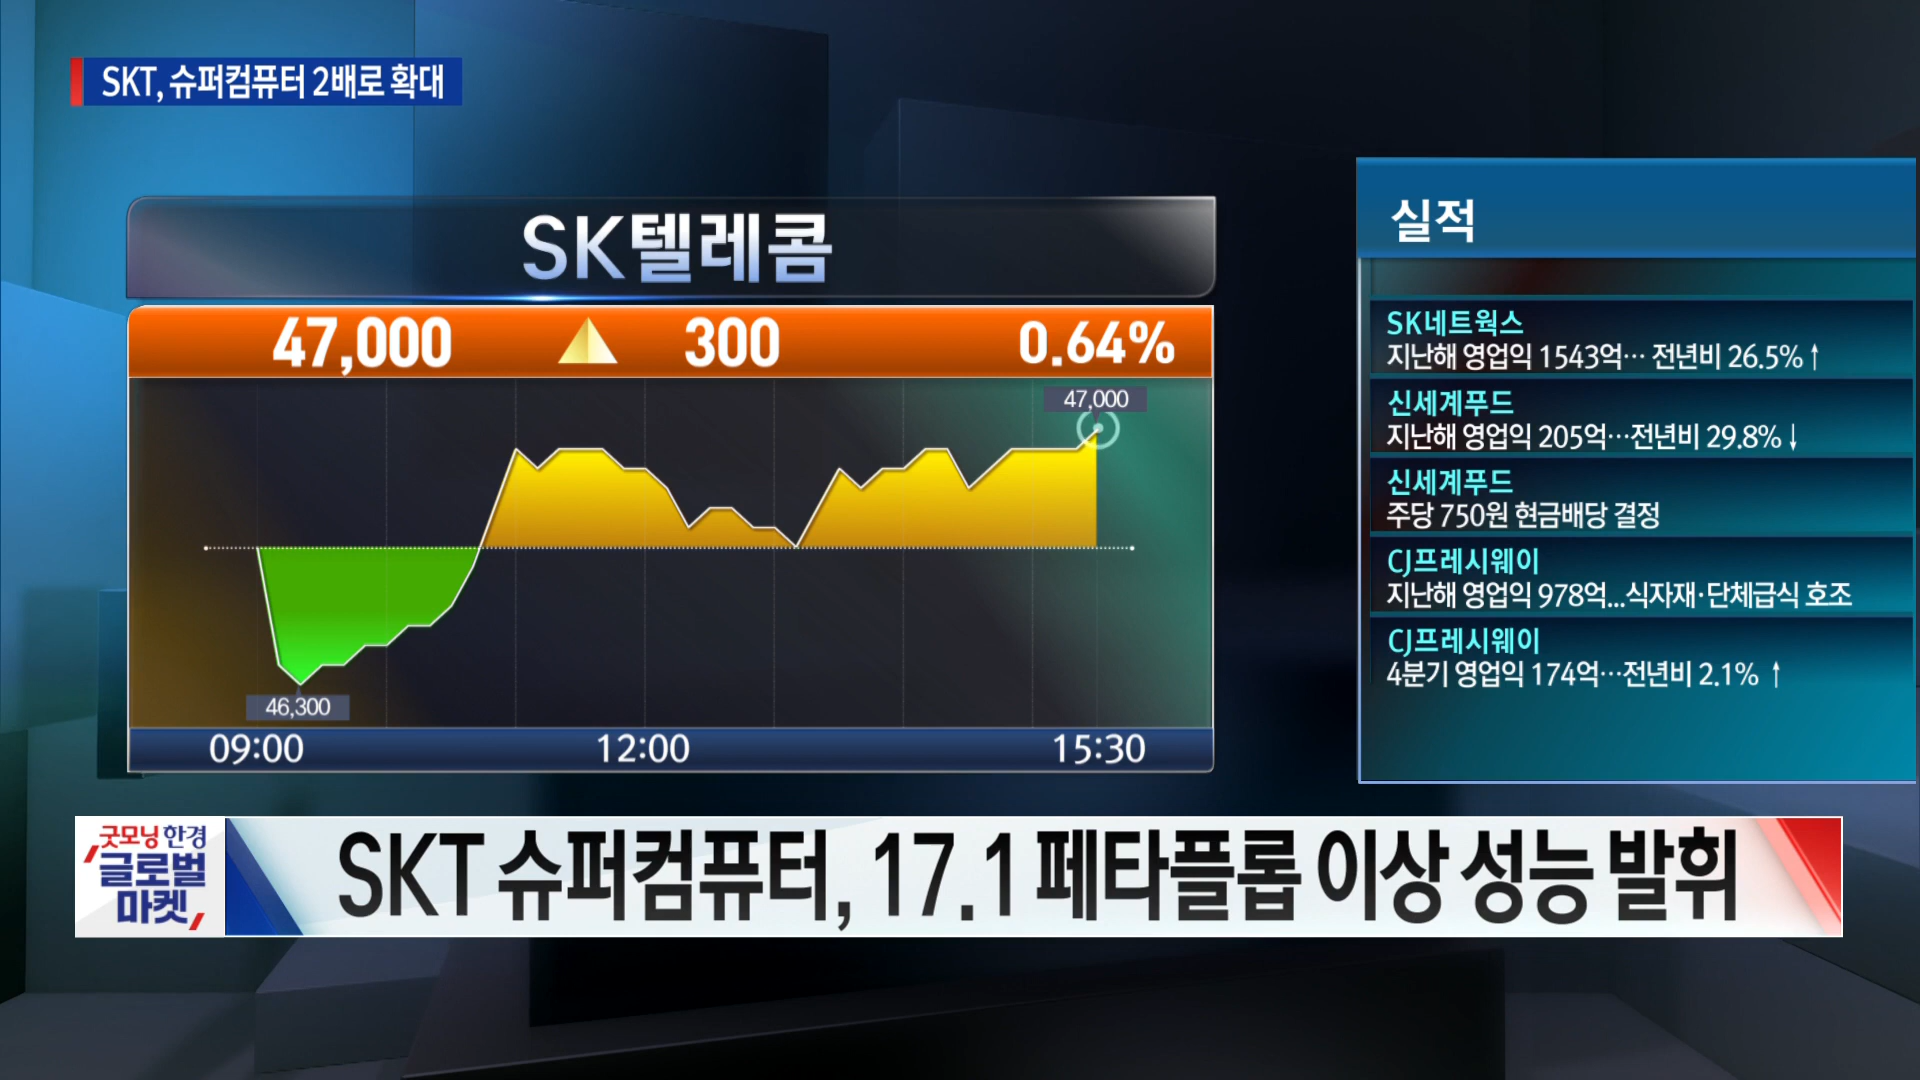 SKT, 슈퍼컴퓨터 2배로 확대
SK텔레콤
47,000 ▲ 300 0.64%
47,000
46,300
09:00 12:00 15:30
실적
SK네트웍스
지난해 영업익 1543억… 전년비 26.5%↑
신세계푸드
지난해 영업익 205억…전년비 29.8%↓
신세계푸드
주당 750원 현금배당 결정
CJ프레시웨이
지난해 영업익 978억...식자재·단체급식 호조
CJ프레시웨이
4분기 영업익 174억…전년비 2.1% ↑
굿모닝 한경
글로벌
마켓
SKT 슈퍼컴퓨터, 17.1 페타플롭 이상 성능 발휘